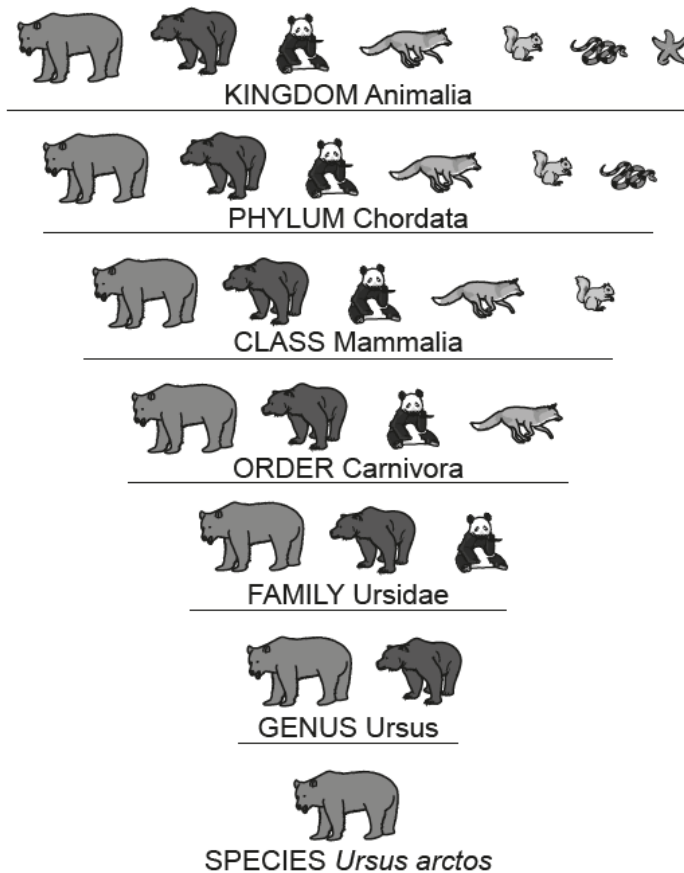 KINGDOM Animalia
PHYLUM Chordata
CLASS Mammalia
ORDER Carnivora
FAMILY Ursidae
GENUS Ursus
SPECIES Ursus arctos